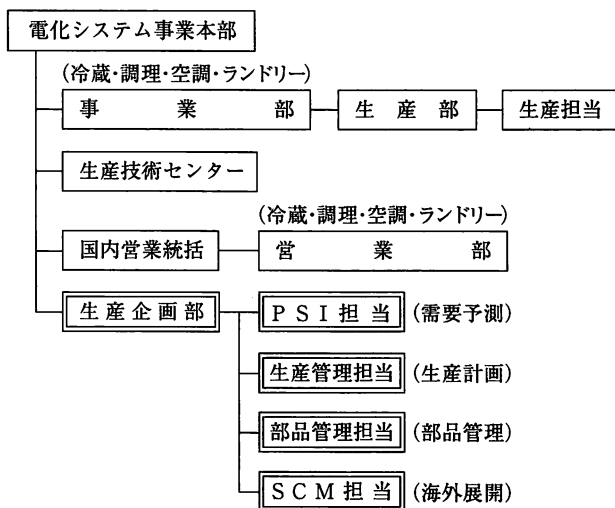 電化システム事業本部
(冷蔵・調理・空調・ランドリー)
事業部 生産部 生産担当
生産技術センター
(冷蔵・調理・空調・ランドリー)
国内営業統括 営業部
生産企画部 PSI担当 (需要予測)
生産管理担当 (生産計画)
部品管理担当 (部品管理)
SCM担当 (海外展開)